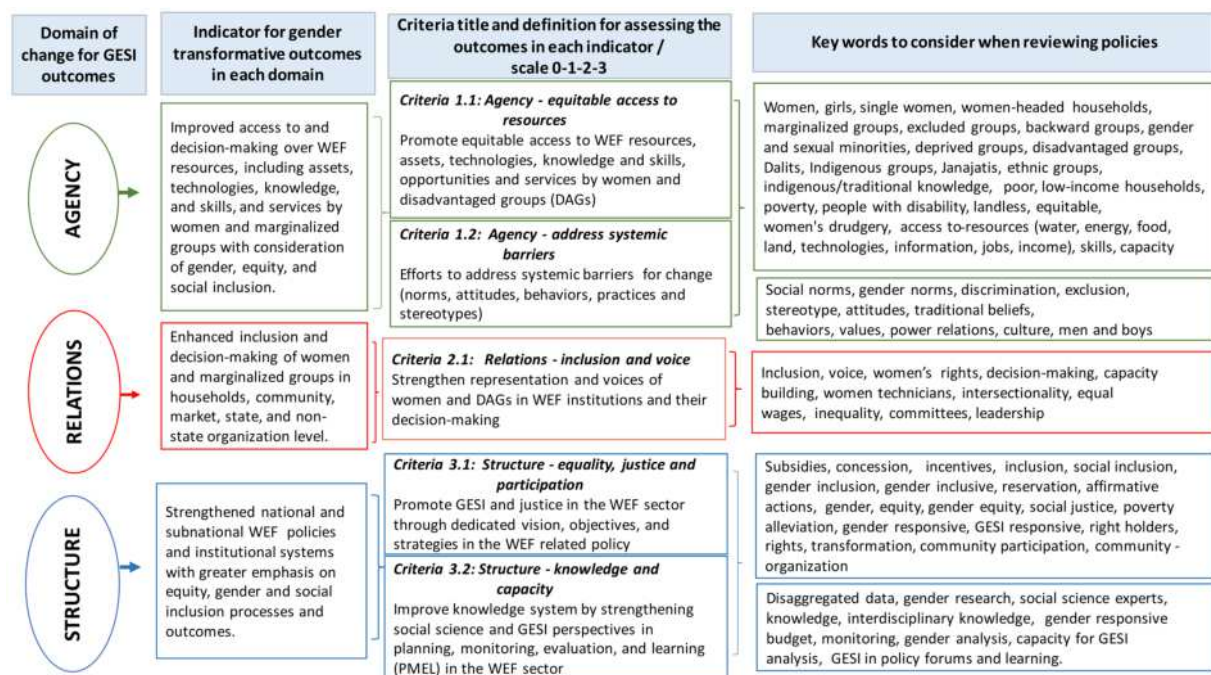 Domain of
change for GESI
outcomes
Indicator for gender
transformative outcomes
in each domain
Criteria title and definition for assessing the
outcomes in each indicator /
scale 0-1-2-3
Key words to consider when reviewing policies
AGENCY
Improved access to and
decision-making over WEF
resources, including assets,
technologies, knowledge,
and skills, and services by
women and marginalized
groups with consideration
of gender, equity, and
social inclusion.
Criteria 1.1: Agency - equitable access to
resources
Promote equitable access to WEF resources,
assets, technologies, knowledge and skills,
opportunities and services by women and
disadvantaged groups (DAGs)
Criteria 1.2: Agency - address systemic
barriers
Efforts to address systemic barriers for change
(norms, attitudes, behaviors, practices and
stereotypes)
Women, girls, single women, women-headed households,
marginalized groups, excluded groups, backward groups, gender
and sexual minorities, deprived groups, disadvantaged groups,
Dalits, Indigenous groups, Janajatis, ethnic groups,
indigenous/traditional knowledge, poor, low-income households,
poverty, people with disability, landless, equitable,
women's drudgery, access to-resources (water, energy, food,
land, technologies, information, jobs, income), skills, capacity
Social norms, gender norms, discrimination, exclusion,
stereotype, attitudes, traditional beliefs,
behaviors, values, power relations, culture, men and boys
RELATIONS
Enhanced inclusion and
decision-making of women
and marginalized groups in
households, community,
market, state, and non-
state organization level.
Criteria 2.1: Relations - inclusion and voice
Strengthen representation and voices of
women and DAGs in WEF institutions and their
decision-making
Inclusion, voice, women's rights, decision-making, capacity
building, women technicians, intersectionality, equal
wages, inequality, committees, leadership
STRUCTURE
Strengthened national and
subnational WEF policies
and institutional systems
with greater emphasis on
equity, gender and social
inclusion processes and
outcomes.
Criteria 3.1: Structure - equality, justice and
participation
Promote GESI and justice in the WEF sector
through dedicated vision, objectives, and
strategies in the WEF related policy
Criteria 3.2: Structure - knowledge and
capacity
Improve knowledge system by strengthening
social science and GESI perspectives in
planning, monitoring, evaluation, and learning
(PMEL) in the WEF sector
Subsidies, concession, incentives, inclusion, social inclusion,
gender inclusion, gender inclusive, reservation, affirmative
actions, gender, equity, gender equity, social justice, poverty
alleviation, gender responsive, GESI responsive, right holders,
rights, transformation, community participation, community -
organization
Disaggregated data, gender research, social science experts,
knowledge, interdisciplinary knowledge, gender responsive
budget, monitoring, gender analysis, capacity for GESI
analysis, GESI in policy forums and learning.